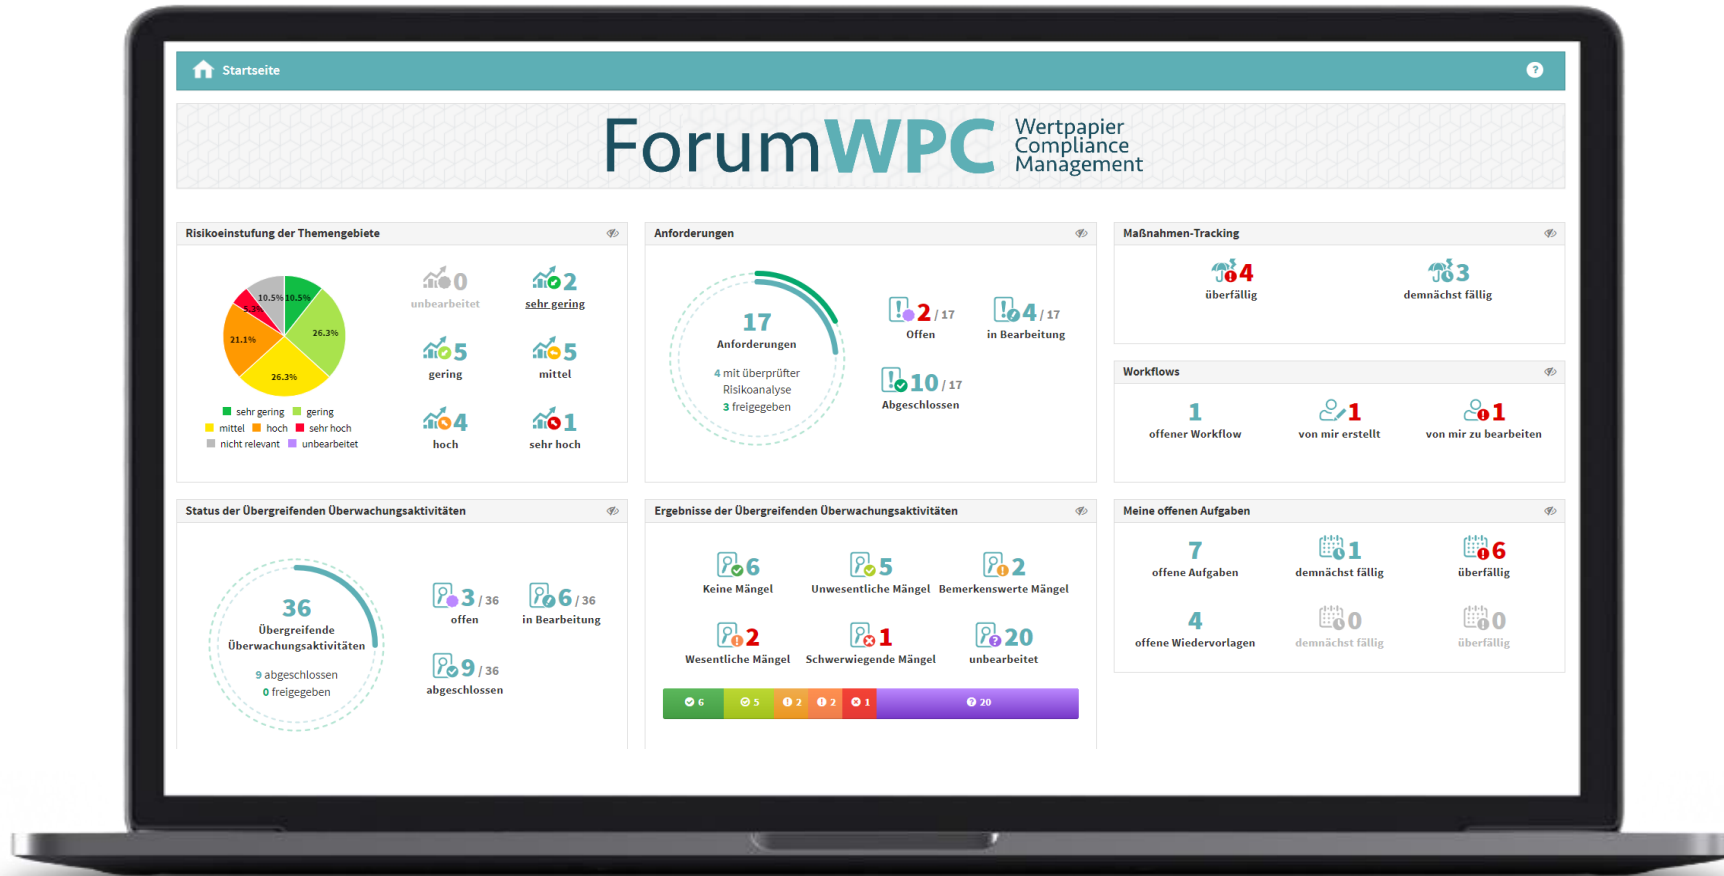 Startseite
ForumWPC
Wertpapier
Compliance
Management
Risikoeinstufung der Themengebiete
10.5%
10.5%
5.3%
26.3%
21.1%
26.3%
sehr gering
gering
mittel
hoch
sehr hoch
nicht relevant
unbearbeitet
0
unbearbeitet
2
sehr gering
5
gering
5
mittel
4
hoch
1
sehr hoch
Anforderungen
17
Anforderungen
4 mit überprüfter
Risikoanalyse
3 freigegeben
2 / 17
Offen
4 / 17
in Bearbeitung
10 / 17
Abgeschlossen
Maßnahmen-Tracking
4
überfällig
3
demnächst fällig
Workflows
1
offener Workflow
1
von mir erstellt
1
von mir zu bearbeiten
Status der Übergreifenden Überwachungsaktivitäten
36
Übergreifende
Überwachungsaktivitäten
9 abgeschlossen
0 freigegeben
3 / 36
offen
6 / 36
in Bearbeitung
9 / 36
abgeschlossen
Ergebnisse der Übergreifenden Überwachungsaktivitäten
6
Keine Mängel
5
Unwesentliche Mängel
2
Bemerkenswerte Mängel
2
Wesentliche Mängel
1
Schwerwiegende Mängel
20
unbearbeitet
6
5
2
2
1
20
Meine offenen Aufgaben
7
offene Aufgaben
1
demnächst fällig
6
überfällig
4
offene Wiedervorlagen
0
demnächst fällig
0
überfällig